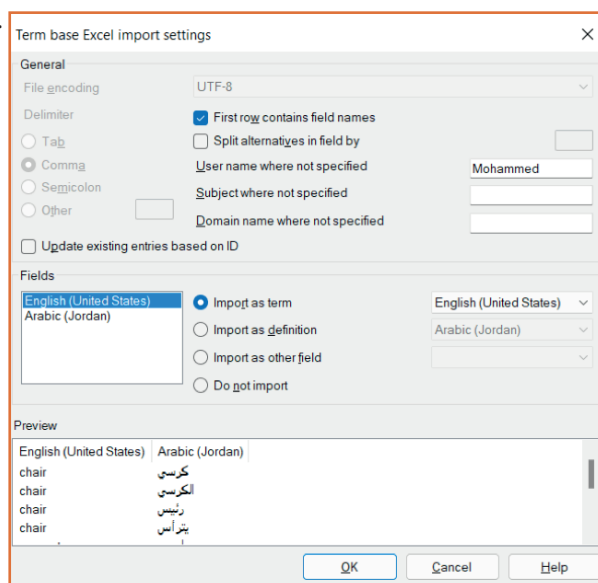 Term base Excel import settings
General
File encoding
UTF-8
Delimiter
First row contains field names
Tab
Split alternatives in field by
Comma
User name where not specified
Mohammed
Semicolon
Subject where not specified
Other
Domain name where not specified
Update existing entries based on ID
Fields
English (United States)
Arabic (Jordan)
Import as term
English (United States)
Import as definition
Arabic (Jordan)
Import as other field
Do not import
Preview
English (United States) Arabic (Jordan)
chair كرسي
chair الكرسي
chair رئيس
chair يترأس
OK
Cancel
Help